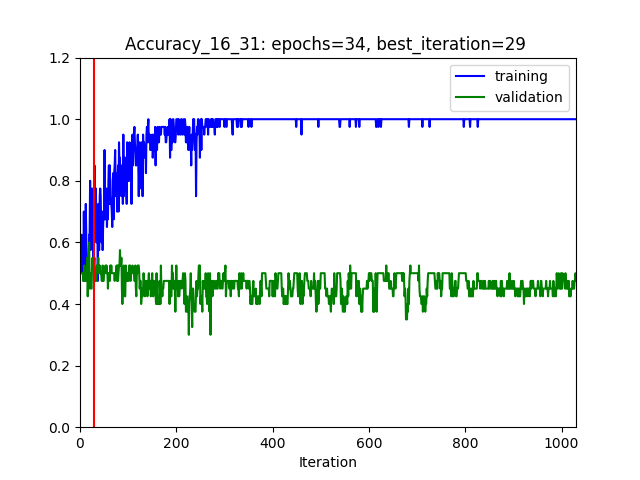 Accuracy_16_31: epochs=34, best_iteration=29
1.2
1.0
0.8
0.6
0.4
0.2
0.0
training
validation
0 200 400 600 800 1000
Iteration